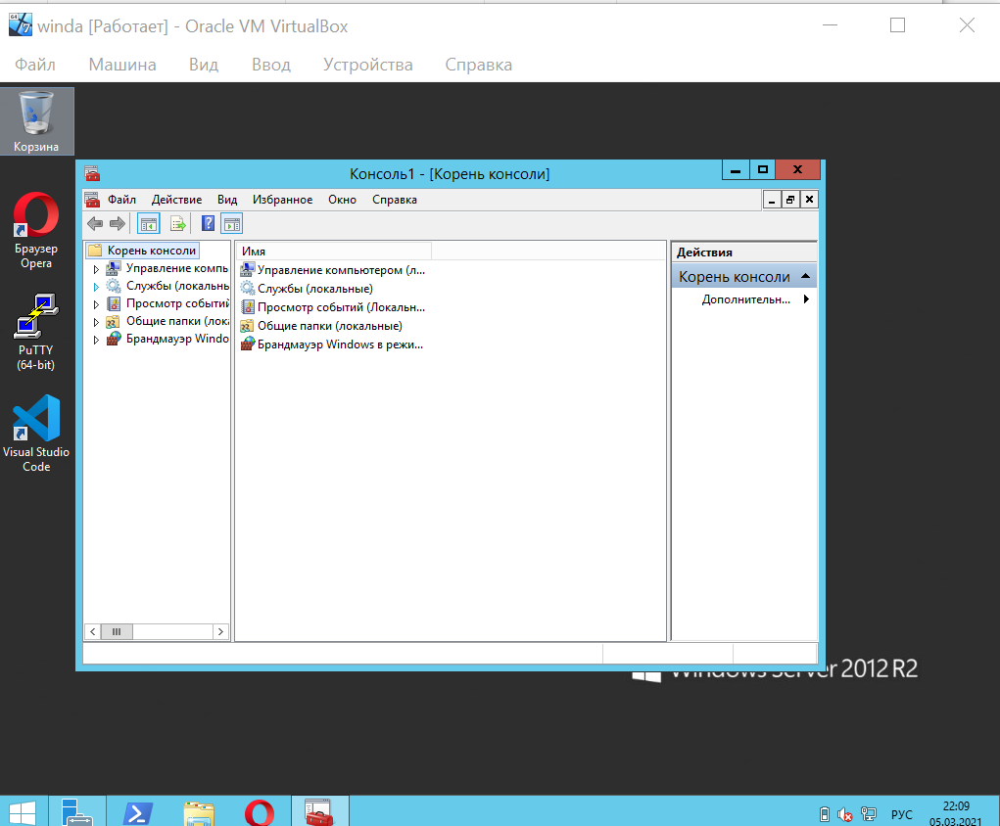 winda [Работает] - Oracle VM VirtualBox
Файл Машина Вид Ввод Устройства Справка
Корзина
Браузер
Opera
PuTTY
(64-bit)
Visual Studio
Code
Консоль1 - [Корень консоли]
Файл Действие Вид Избранное Окно Справка
Корень консоли
Управление компь
Службы (локальнь
Просмотр событий
Общие папки (лока
Брандмауэр Windo
Имя
Управление компьютером (л...
Службы (локальные)
Просмотр событий (Локальн...
Общие папки (локальные)
Брандмауэр Windows в режи...
Действия
Корень консоли
Дополнительн...
Windows Server 2012 R2
РУС
22:09
05.03.2021